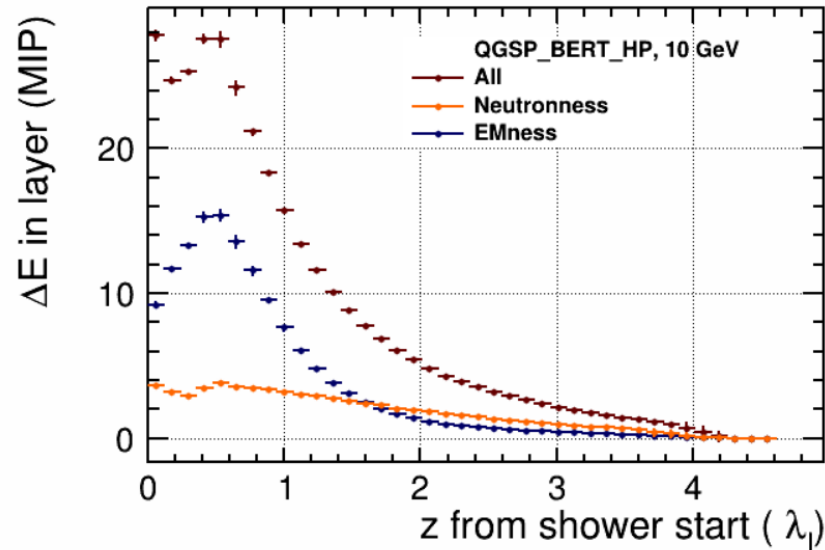 QGSP_BERT_HP, 10 GeV
All
Neutronness
EMness
ΔE in layer (MIP)
20
10
0
0 1 2 3 4
z from shower start ( λ_I)